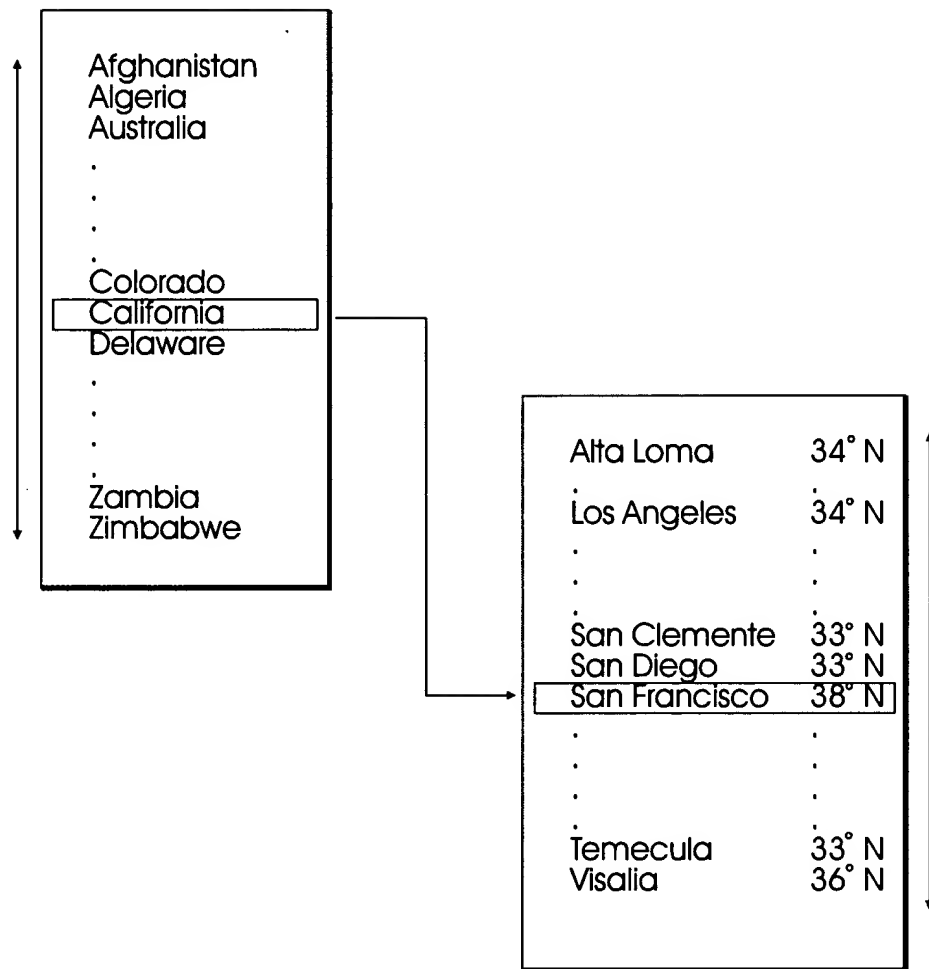 Afghanistan
Algeria
Australia
.
.
.
.
Colorado
California
Delaware
.
.
.
.
Zambia
Zimbabwe
Alta Loma 34° N
. .
Los Angeles 34° N
. .
. .
. .
San Clemente 33° N
San Diego 33° N
San Francisco 38° N
. .
. .
. .
. .
Temecula 33° N
Visalia 36° N